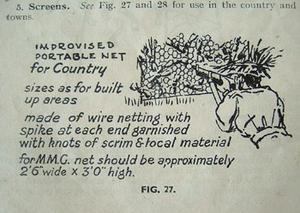 5. Screens. See Fig. 27 and 28 for use in the country and
towns.
IMPROVISED
PORTABLE NET
for Country
sizes as for built
up areas
made of wire netting with
spike at each end garnished
with knots of scrim & local material
for M.M.G. net should be approximately
2'6" wide X 3'0" high.
FIG. 27.